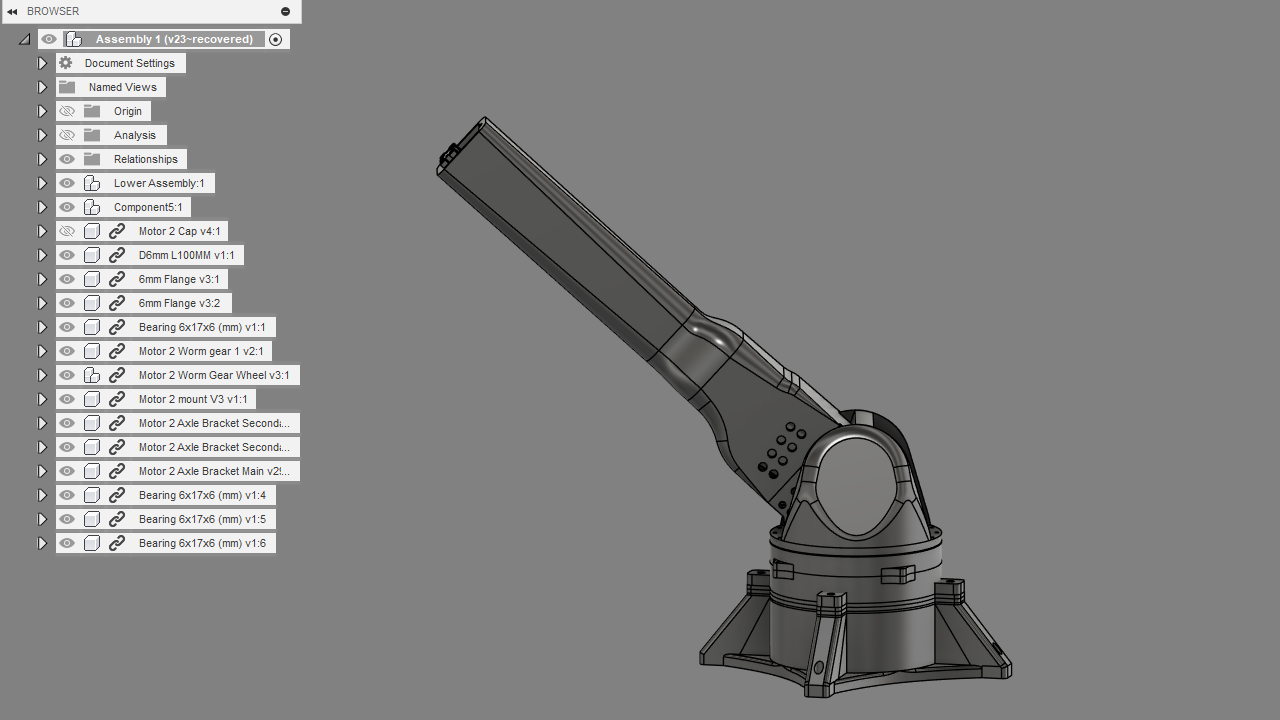 BROWSER
Assembly 1 (v23~recovered)
Document Settings
Named Views
Origin
Analysis
Relationships
Lower Assembly:1
Component5:1
Motor 2 Cap v4:1
D6mm L100MM v1:1
6mm Flange v3:1
6mm Flange v3:2
Bearing 6x17x6 (mm) v1:1
Motor 2 Worm gear 1 v2:1
Motor 2 Worm Gear Wheel v3:1
Motor 2 mount V3 v1:1
Motor 2 Axle Bracket Second...
Motor 2 Axle Bracket Second...
Motor 2 Axle Bracket Main v2...
Bearing 6x17x6 (mm) v1:4
Bearing 6x17x6 (mm) v1:5
Bearing 6x17x6 (mm) v1:6